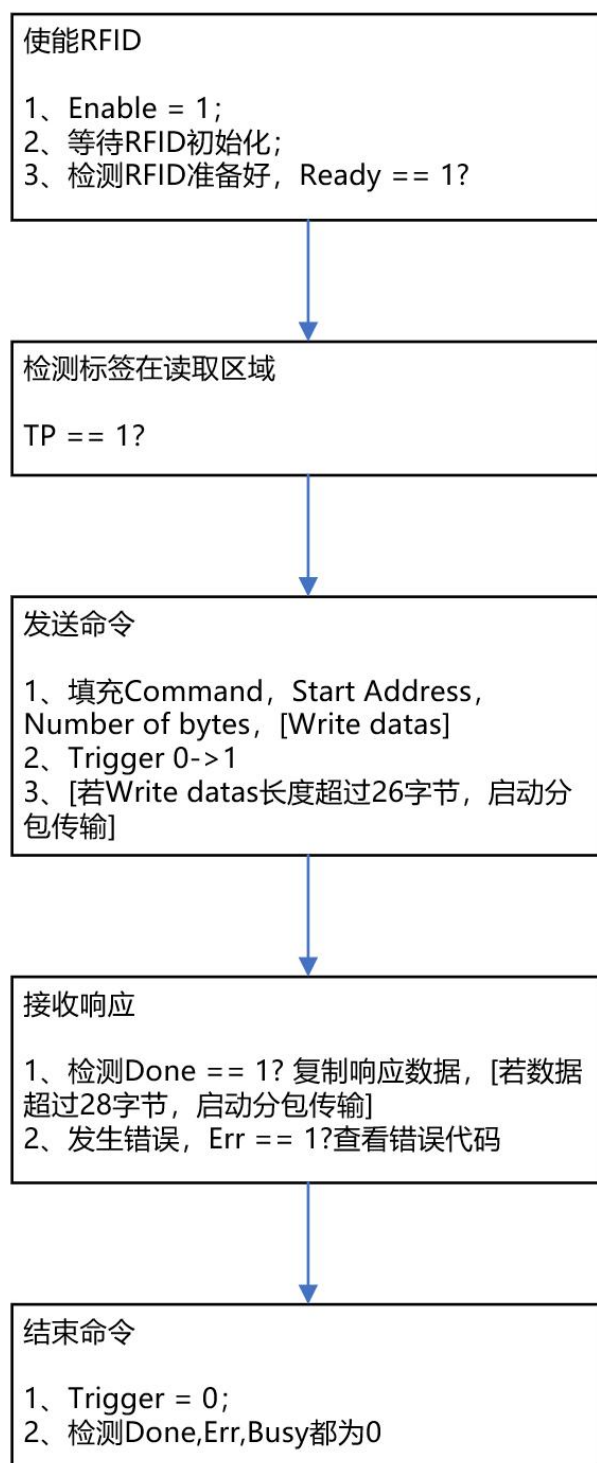 使能RFID
1、Enable = 1；
2、等待RFID初始化；
3、检测RFID准备好，Ready == 1?
检测标签在读取区域
TP == 1?
发送命令
1、填充Command，Start Address，
Number of bytes，[Write datas]
2、Trigger 0->1
3、[若Write datas长度超过26字节，启动分
包传输]
接收响应
1、检测Done == 1? 复制响应数据，[若数据
超过28字节，启动分包传输]
2、发生错误，Err == 1?查看错误代码
结束命令
1、Trigger = 0；
2、检测Done,Err,Busy都为0